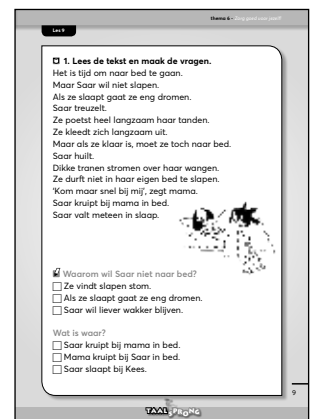 thema 6 - Zorg goed voor jezelf!
Les 9
1. Lees de tekst en maak de vragen.
Het is tijd om naar bed te gaan.
Maar Saar wil niet slapen.
Als ze slaapt gaat ze eng dromen.
Saar treuzelt.
Ze poetst heel langzaam haar tanden.
Ze kleedt zich langzaam uit.
Maar als ze klaar is, moet ze toch naar bed.
Saar huilt.
Dikke tranen stromen over haar wangen.
Ze durft niet in haar eigen bed te slapen.
'Kom maar snel bij mij', zegt mama.
Saar kruipt bij mama in bed.
Saar valt meteen in slaap.
Waarom wil Saar niet naar bed?
Ze vindt slapen stom.
Als ze slaapt gaat ze eng dromen.
Saar wil liever wakker blijven.
Wat is waar?
Saar kruipt bij mama in bed.
Mama kruipt bij Saar in bed.
Saar slaapt bij Kees.
9
TAALSPRONG